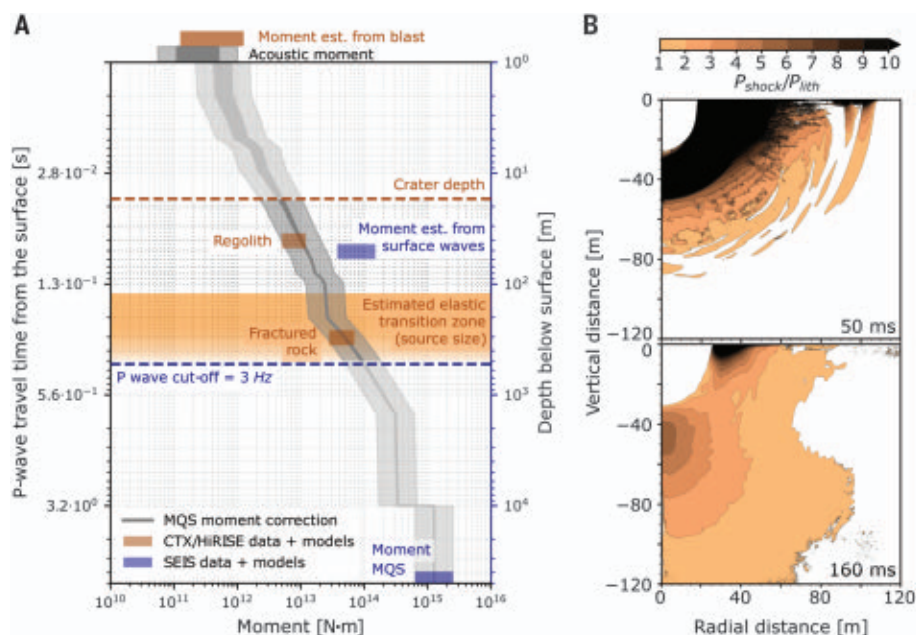 A
Moment est. from blast
Acoustic moment
P-wave travel time from the surface [s]
2.8·10⁻²
1.3·10⁻¹
5.6·10⁻¹
3.2·10⁰
Crater depth
Regolith
Moment est. from
surface waves
Estimated elastic
transition zone
(source size)
Fractured
rock
P wave cut-off = 3 Hz
MQS moment correction
CTX/HiRISE data + models
SEIS data + models
Moment
MQS
10¹⁰ 10¹¹ 10¹² 10¹³ 10¹⁴ 10¹⁵ 10¹⁶
Moment [N·m]
10⁰
10¹
10²
10³
10⁴
Depth below surface [m]
B
1 2 3 4 5 6 7 8 9 10
Pshock/Plith
0
−40
−80
−120
50 ms
Vertical distance [m]
0
−40
−80
−120
160 ms
0 40 80 120
Radial distance [m]